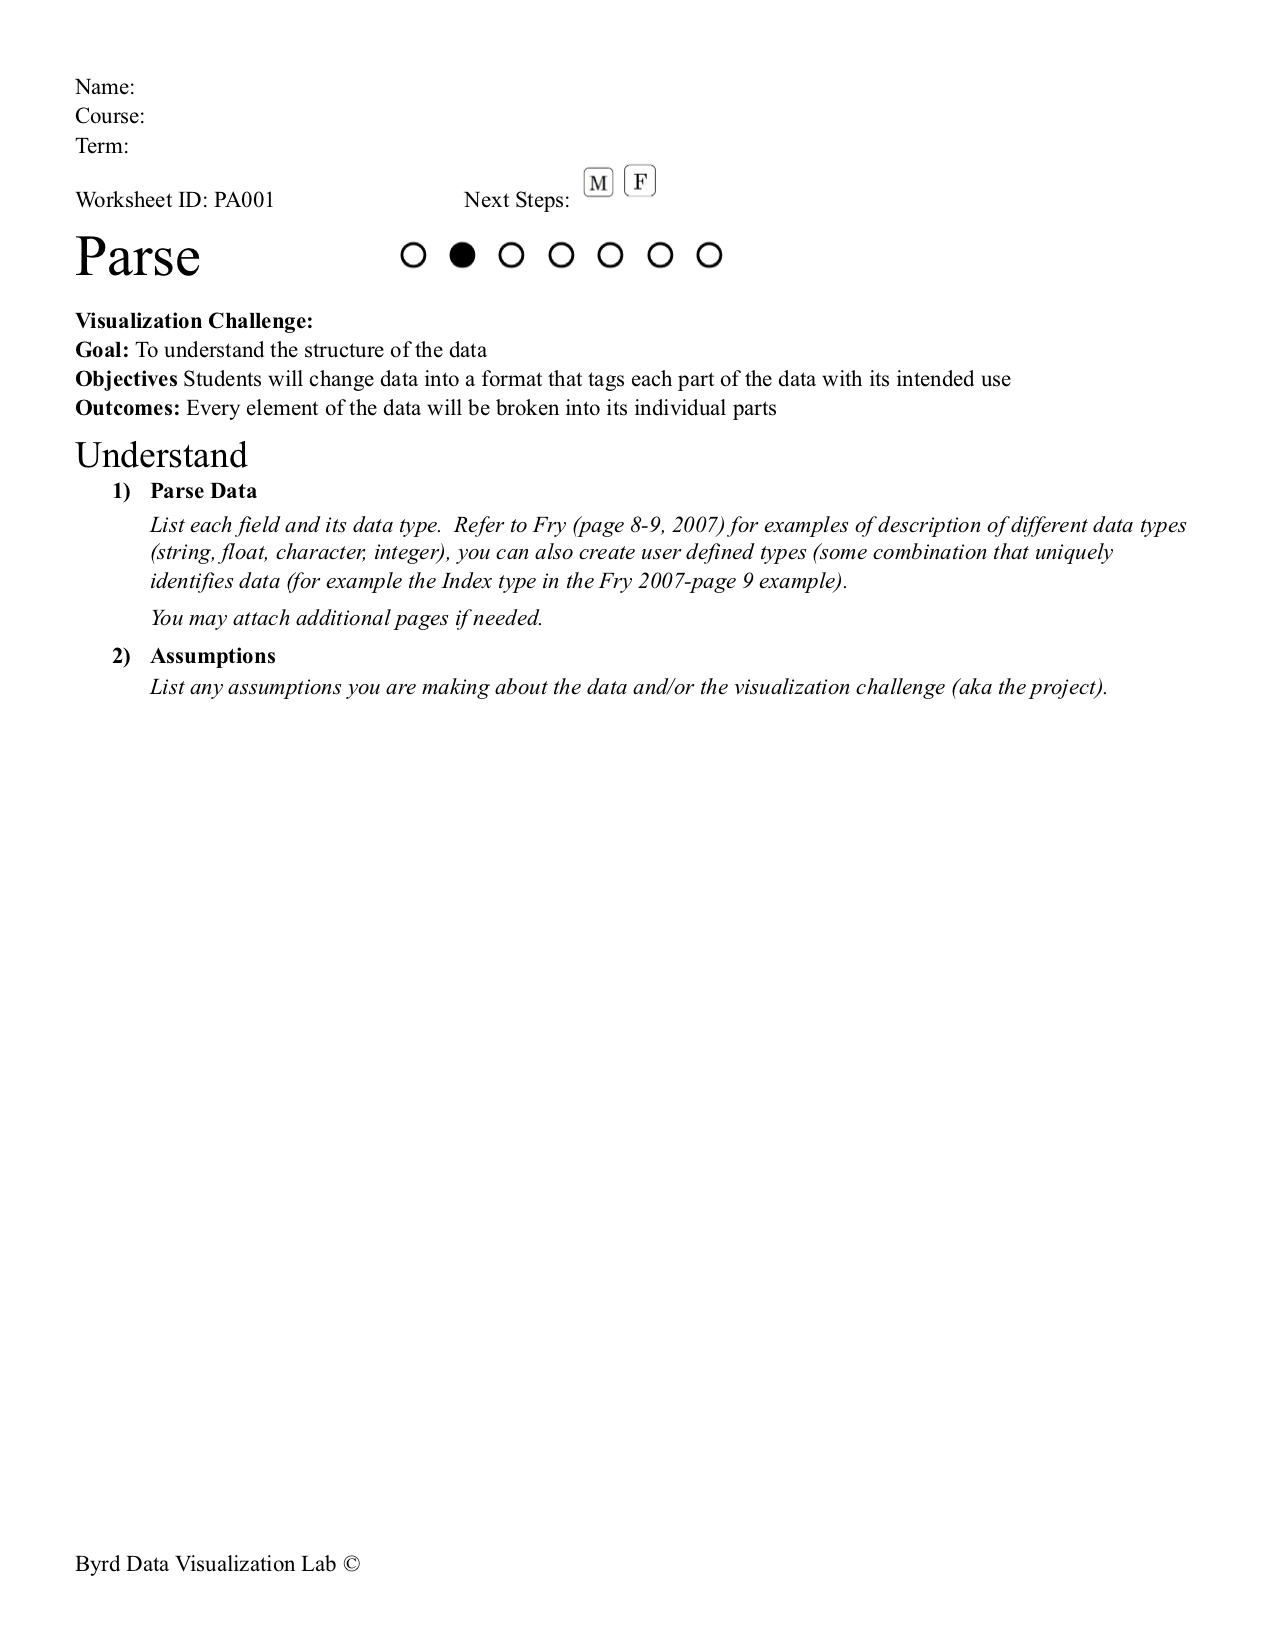 Name:
Course:
Term:
Worksheet ID: PA001 Next Steps: M F
Parse
Visualization Challenge:
Goal: To understand the structure of the data
Objectives Students will change data into a format that tags each part of the data with its intended use
Outcomes: Every element of the data will be broken into its individual parts
Understand
1) Parse Data
List each field and its data type.  Refer to Fry (page 8-9, 2007) for examples of description of different data types
(string, float, character, integer), you can also create user defined types (some combination that uniquely
identifies data (for example the Index type in the Fry 2007-page 9 example).
You may attach additional pages if needed.
2) Assumptions
List any assumptions you are making about the data and/or the visualization challenge (aka the project).
Byrd Data Visualization Lab ©